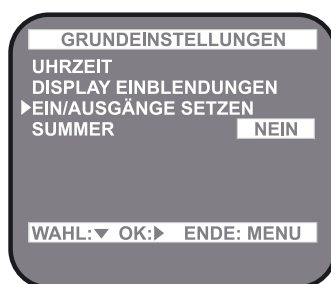 GRUNDEINSTELLUNGEN
UHRZEIT
DISPLAY EINBLENDUNGEN
▶EIN/AUSGÄNGE SETZEN
SUMMER NEIN
WAHL:▼ OK:▶ ENDE: MENU